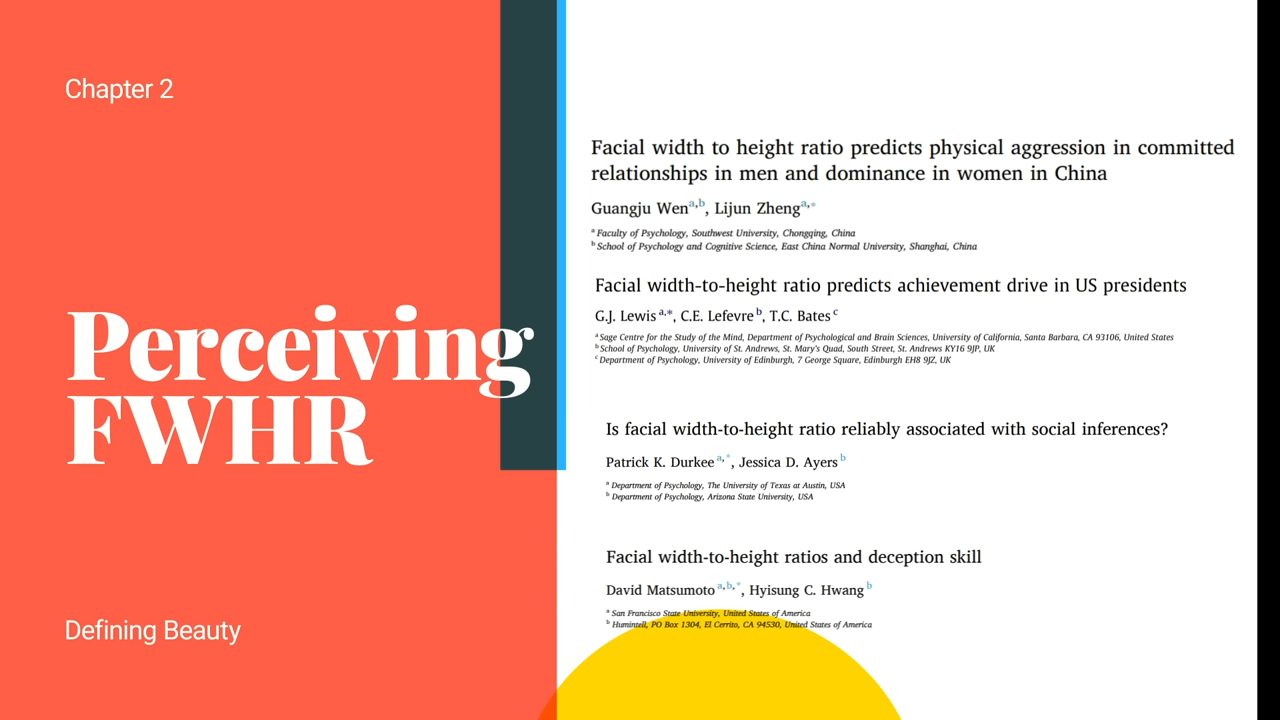 Chapter 2
Perceiving
FWHR
Defining Beauty
Facial width to height ratio predicts physical aggression in committed
relationships in men and dominance in women in China
Guangju Wen a,b, Lijun Zheng a,*
a Faculty of Psychology, Southwest University, Chongqing, China
b School of Psychology and Cognitive Science, East China Normal University, Shanghai, China
Facial width-to-height ratio predicts achievement drive in US presidents
G.J. Lewis a,*, C.E. Lefevre b, T.C. Bates c
a Sage Centre for the Study of the Mind, Department of Psychological and Brain Sciences, University of California, Santa Barbara, CA 93106, United States
b School of Psychology, University of St. Andrews, St. Mary's Quad, South Street, St. Andrews KY16 9JP, UK
c Department of Psychology, University of Edinburgh, 7 George Square, Edinburgh EH8 9JZ, UK
Is facial width-to-height ratio reliably associated with social inferences?
Patrick K. Durkee a,*, Jessica D. Ayers b
a Department of Psychology, The University of Texas at Austin, USA
b Department of Psychology, Arizona State University, USA
Facial width-to-height ratios and deception skill
David Matsumoto a,b,*, Hyisung C. Hwang b
a San Francisco State University, United States of America
b Humintell, PO Box 1304, El Cerrito, CA 94530, United States of America